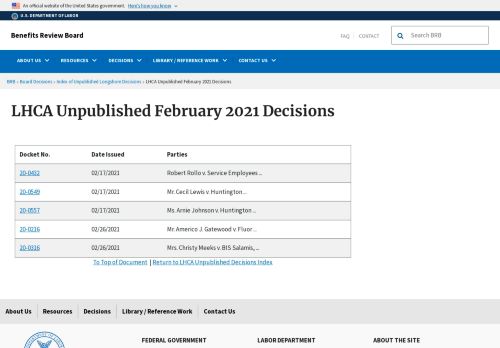 An official website of the United States government. Here's how you know
U.S. DEPARTMENT OF LABOR
Benefits Review Board
FAQ CONTACT
Search BRB
ABOUT US RESOURCES DECISIONS LIBRARY / REFERENCE WORK CONTACT US
BRB › Board Decisions › Index of Unpublished Longshore Decisions › LHCA Unpublished February 2021 Decisions
LHCA Unpublished February 2021 Decisions
Docket No. Date Issued Parties
20-0432 02/17/2021 Robert Rollo v. Service Employees ...
20-0549 02/17/2021 Mr. Cecil Lewis v. Huntington ...
20-0557 02/17/2021 Ms. Arnie Johnson v. Huntington ...
20-0216 02/26/2021 Mr. Americo J. Gatewood v. Fluor ...
20-0316 02/26/2021 Mrs. Christy Meeks v. BIS Salamis, ...
To Top of Document | Return to LHCA Unpublished Decisions Index
About Us Resources Decisions Library / Reference Work Contact Us
FEDERAL GOVERNMENT LABOR DEPARTMENT ABOUT THE SITE